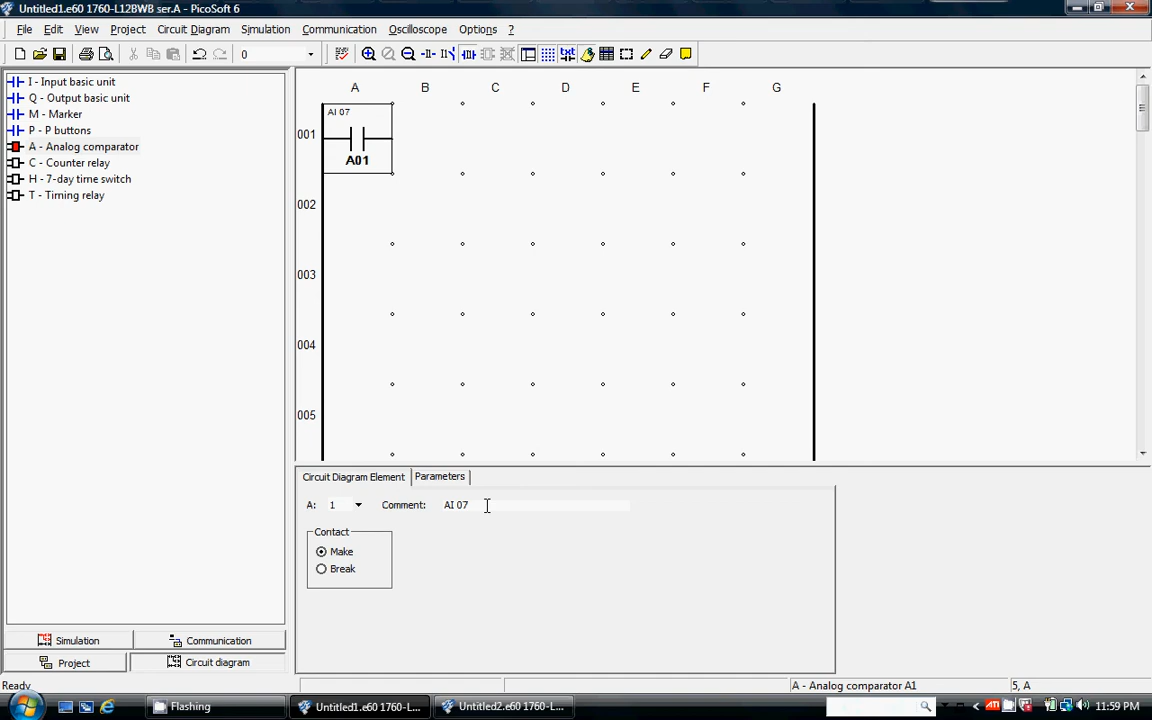 Untitled1.e60 1760-L12BWB ser.A - PicoSoft 6
File Edit View Project Circuit Diagram Simulation Communication Oscilloscope Options ?
0
I - Input basic unit
Q - Output basic unit
M - Marker
P - P buttons
A - Analog comparator
C - Counter relay
H - 7-day time switch
T - Timing relay
A B C D E F G
AI 07
001
A01
002
003
004
005
Circuit Diagram Element Parameters
A: 1 Comment: AI 07
Contact
Make
Break
Simulation Communication
Project Circuit diagram
Ready A - Analog comparator A1 5, A
Flashing Untitled1.e60 1760-L... Untitled2.e60 1760-L... 11:59 PM